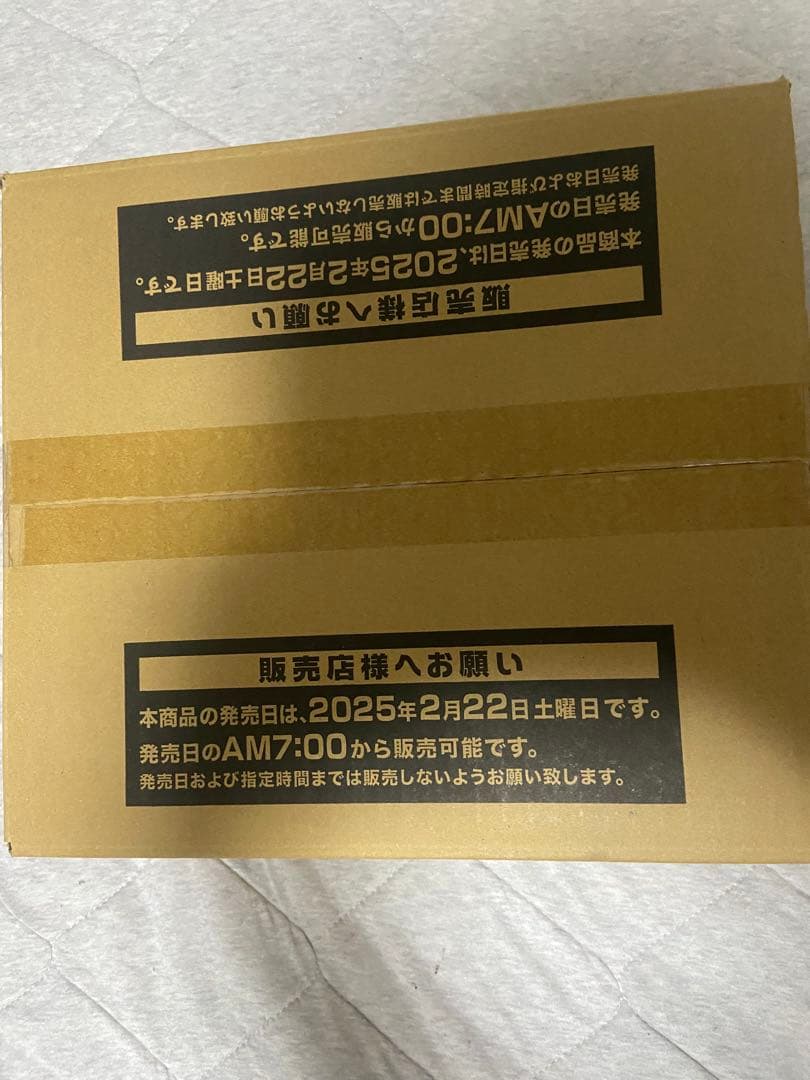 販売店様へお願い
本商品の発売日は、2025年2月22日土曜日です。
発売日のAM7:00から販売可能です。
発売日および指定時間までは販売しないようお願い致します。
販売店様へお願い
本商品の発売日は、2025年2月22日土曜日です。
発売日のAM7:00から販売可能です。
発売日および指定時間までは販売しないようお願い致します。